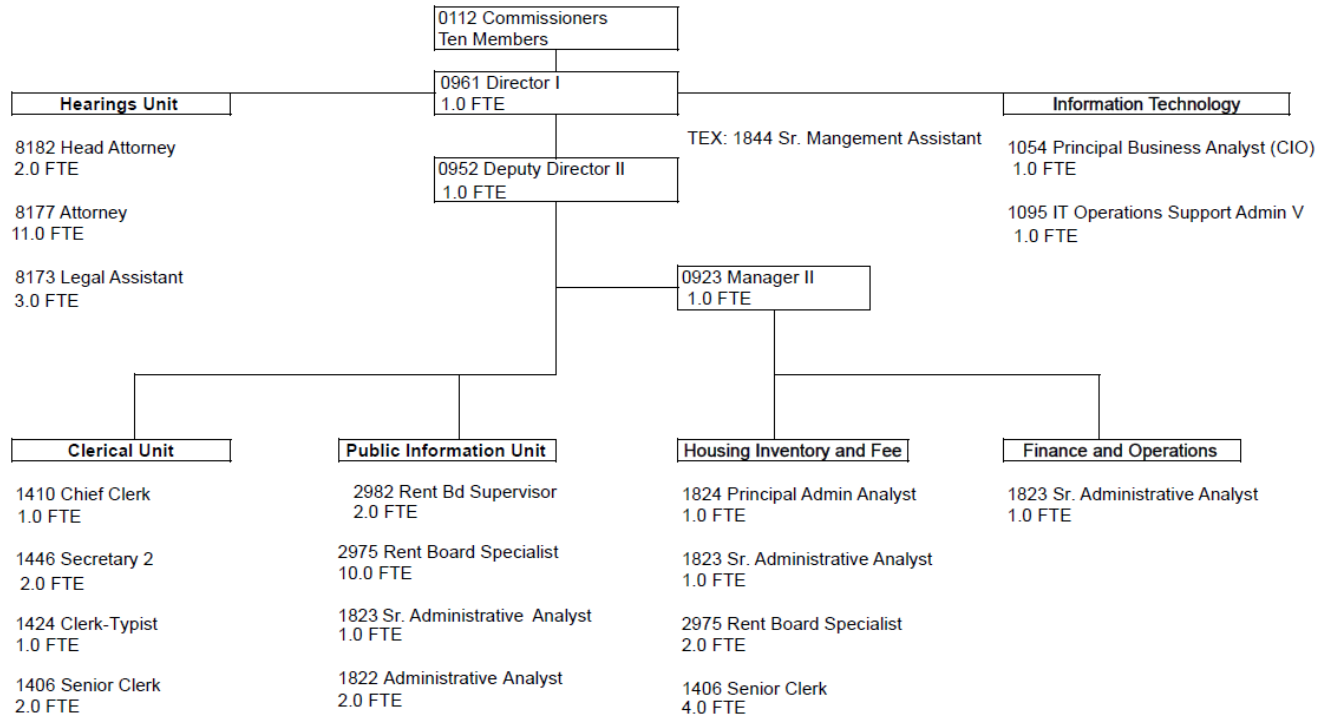 0112 Commissioners
Ten Members
0961 Director I
1.0 FTE
Hearings Unit
8182 Head Attorney
2.0 FTE
8177 Attorney
11.0 FTE
8173 Legal Assistant
3.0 FTE
TEX: 1844 Sr. Mangement Assistant
Information Technology
1054 Principal Business Analyst (CIO)
1.0 FTE
1095 IT Operations Support Admin V
1.0 FTE
0952 Deputy Director II
1.0 FTE
0923 Manager II
1.0 FTE
Clerical Unit
1410 Chief Clerk
1.0 FTE
1446 Secretary 2
2.0 FTE
1424 Clerk-Typist
1.0 FTE
1406 Senior Clerk
2.0 FTE
Public Information Unit
2982 Rent Bd Supervisor
2.0 FTE
2975 Rent Board Specialist
10.0 FTE
1823 Sr. Administrative Analyst
1.0 FTE
1822 Administrative Analyst
2.0 FTE
Housing Inventory and Fee
1824 Principal Admin Analyst
1.0 FTE
1823 Sr. Administrative Analyst
1.0 FTE
2975 Rent Board Specialist
2.0 FTE
1406 Senior Clerk
4.0 FTE
Finance and Operations
1823 Sr. Administrative Analyst
1.0 FTE